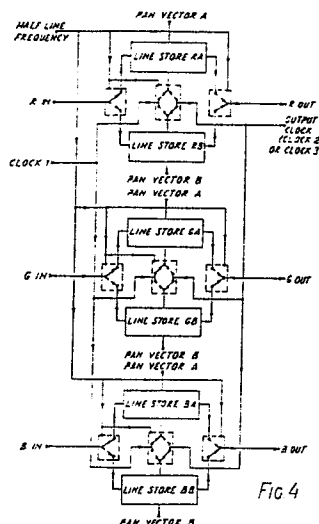 PAN VECTOR A
HALF LINE
FREQUENCY
LINE STORE RA
R IN
R OUT
OUTPUT
CLOCK
(CLOCK 2
OR CLOCK 3)
LINE STORE RB
CLOCK 1
PAN VECTOR B
PAN VECTOR A
LINE STORE GA
G IN
G OUT
LINE STORE GB
PAN VECTOR B
PAN VECTOR A
LINE STORE BA
B IN
B OUT
LINE STORE BB
FIG.4
PAN VECTOR B